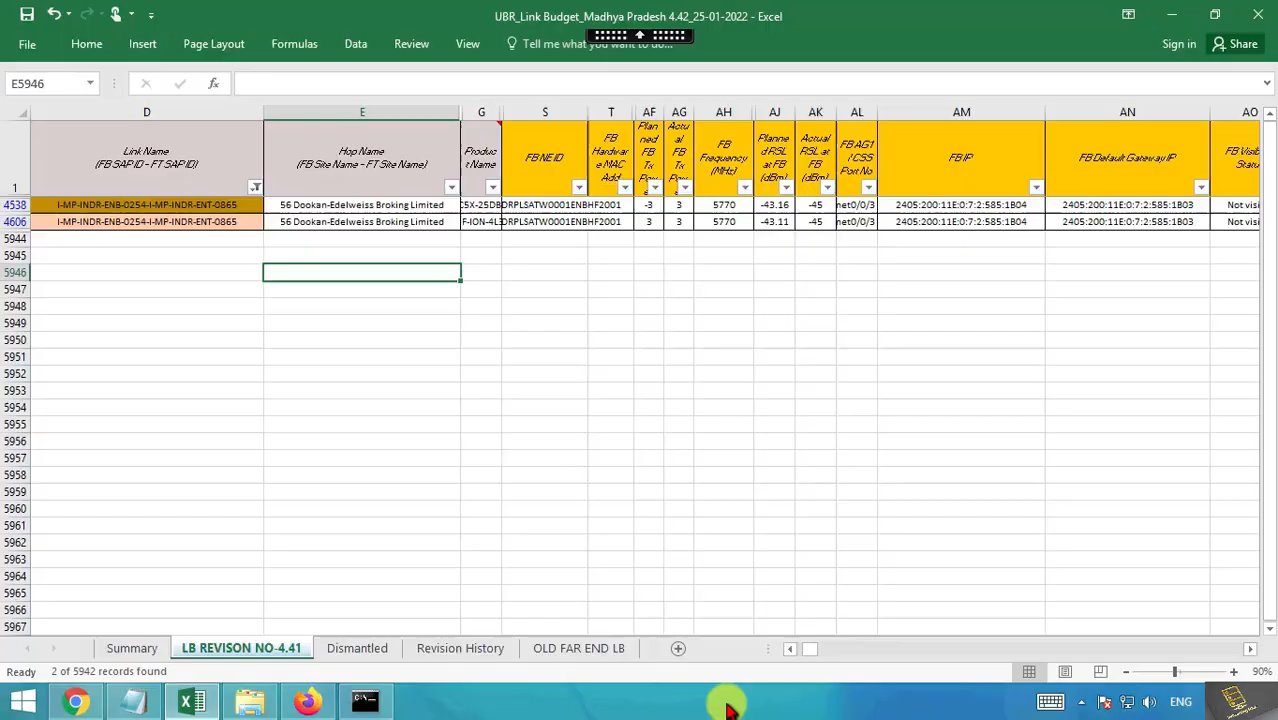 UBR_Link Budget_Madhya Pradesh 4.42_25-01-2022 - Excel
File Home Insert Page Layout Formulas Data Review View Tell me what you want to do... Sign in Share
E5946
D E G S T AF AG AH AJ AK AL AM AN AO
1
Link Name
(FB SAP ID - FT SAP ID)
Hop Name
(FB Site Name - FT Site Name)
Produc
t Name
FB NE ID
FB
Hardwar
e MAC
Add
Plan
ned
FB
Tx
Pow
Actu
al
FB
Tx
Pow
FB
Frequency
(MHz)
Planne
d RSL
at FB
(dBm)
Actual
RSL at
FB
(dBm)
FB AG1
/ CSS
Port No
FB IP
FB Default Gateway IP
FB Visib
Statu
4538 I-MP-INDR-ENB-0254-I-MP-INDR-ENT-0865 56 Dookan-Edelweiss Broking Limited C5X-25DB DRPLSATW0001ENBHF2001 -3 3 5770 -43.16 -45 net0/0/3 2405:200:11E:0:7:2:585:1B04 2405:200:11E:0:7:2:585:1B03 Not visi
4606 I-MP-INDR-ENB-0254-I-MP-INDR-ENT-0865 56 Dookan-Edelweiss Broking Limited F-ION-4L3 DRPLSATW0001ENBHF2001 3 3 5770 -43.11 -45 net0/0/3 2405:200:11E:0:7:2:585:1B04 2405:200:11E:0:7:2:585:1B03 Not visi
5944
5945
5946
5947
5948
5949
5950
5951
5952
5953
5954
5955
5956
5957
5958
5959
5960
5961
5962
5963
5964
5965
5966
5967
Summary LB REVISON NO-4.41 Dismantled Revision History OLD FAR END LB
Ready 2 of 5942 records found 90%
ENG